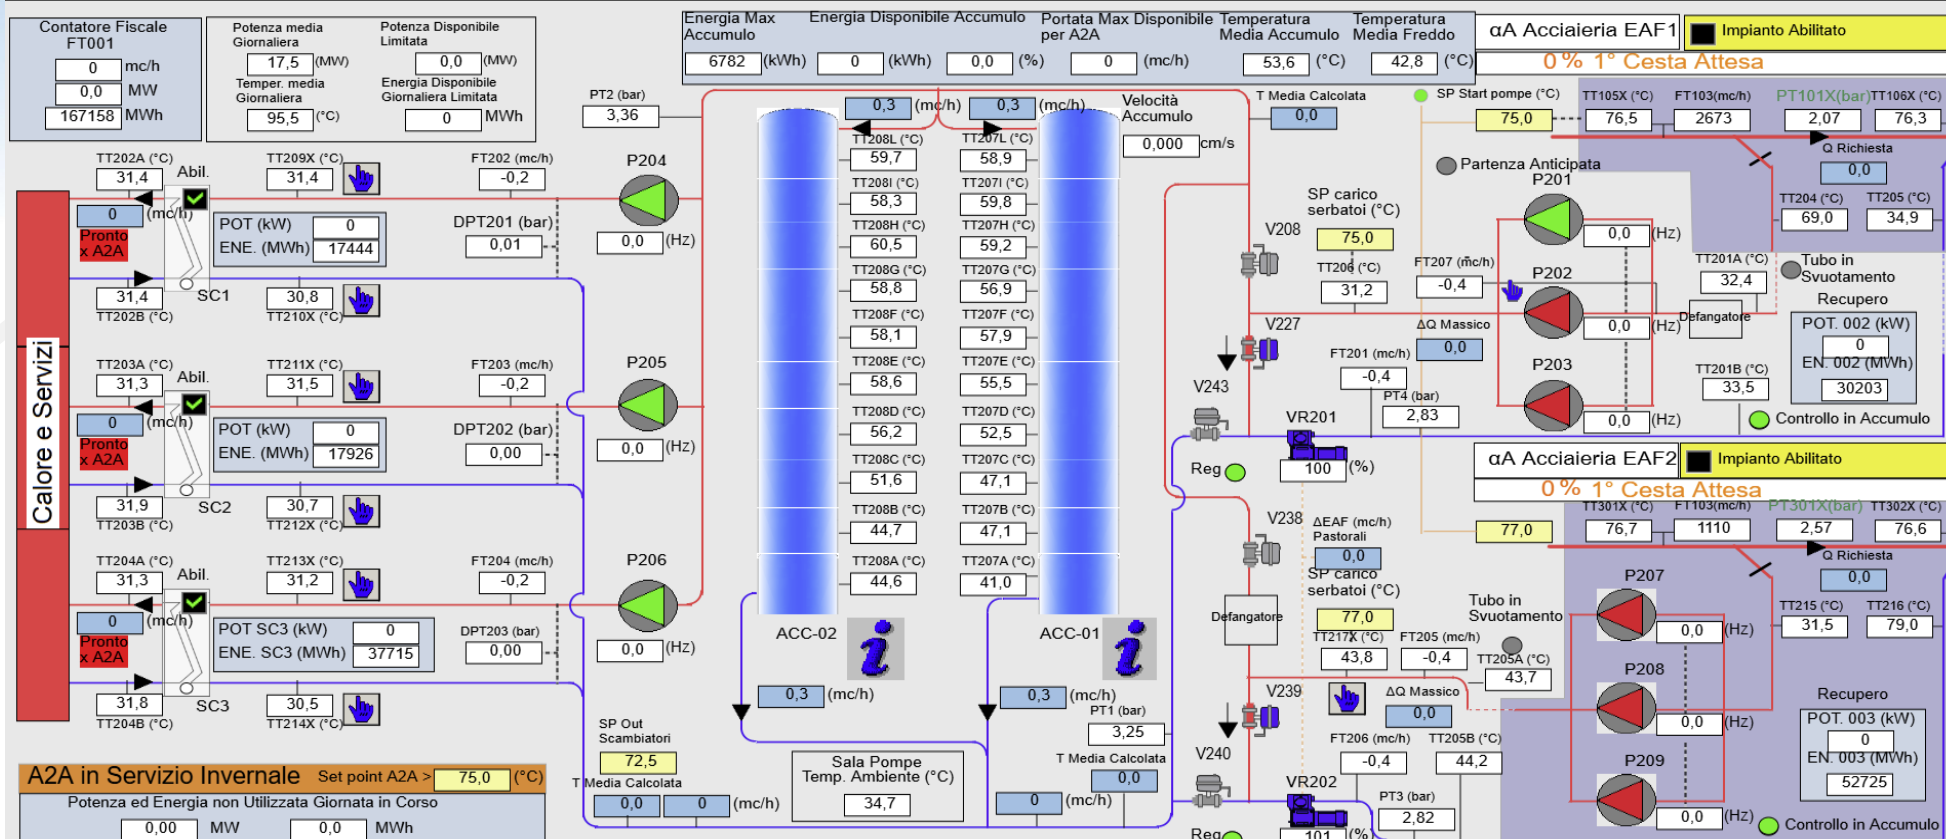 Contatore Fiscale
FT001
0 mc/h
0,0 MW
167158 MWh
Potenza media
Giornaliera
17,5 (MW)
Temper. media
Giornaliera
95,5 (°C)
Potenza Disponibile
Limitata
0,0 (MW)
Energia Disponibile
Giornaliera Limitata
0 MWh
Energia Max
Accumulo
6782 (kWh)
Energia Disponibile Accumulo
0 (kWh) 0,0 (%)
Portata Max Disponibile
per A2A
0 (mc/h)
Temperatura
Media Accumulo
53,6 (°C)
Temperatura
Media Freddo
42,8 (°C)
αA Acciaieria EAF1
Impianto Abilitato
0 % 1° Cesta Attesa
Calore e Servizi
TT202A (°C)
31,4
Abil.
TT209X (°C)
31,4
FT202 (mc/h)
-0,2
P204
0,0 (Hz)
0 (mc/h)
Pronto
x A2A
POT (kW) 0
ENE. (MWh) 17444
DPT201 (bar)
0,01
SC1
31,4
TT202B (°C)
30,8
TT210X (°C)
TT203A (°C)
31,3
Abil.
TT211X (°C)
31,5
FT203 (mc/h)
-0,2
P205
0,0 (Hz)
0 (mc/h)
Pronto
x A2A
POT (kW) 0
ENE. (MWh) 17926
DPT202 (bar)
0,00
SC2
31,9
TT203B (°C)
30,7
TT212X (°C)
TT204A (°C)
31,3
Abil.
TT213X (°C)
31,2
FT204 (mc/h)
-0,2
P206
0,0 (Hz)
0 (mc/h)
Pronto
x A2A
POT SC3 (kW) 0
ENE. SC3 (MWh) 37715
DPT203 (bar)
0,00
SC3
31,8
TT204B (°C)
30,5
TT214X (°C)
A2A in Servizio Invernale Set point A2A > 75,0 (°C)
Potenza ed Energia non Utilizzata Giornata in Corso
0,00 MW 0,0 MWh
PT2 (bar)
3,36
0,3 (mc/h) 0,3 (mc/h)
Velocità
Accumulo
0,000 cm/s
TT208L (°C) TT207L (°C)
59,7 58,9
TT208I (°C) TT207I (°C)
58,3 59,8
TT208H (°C) TT207H (°C)
60,5 59,2
TT208G (°C) TT207G (°C)
58,8 56,9
TT208F (°C) TT207F (°C)
58,1 57,9
TT208E (°C) TT207E (°C)
58,6 55,5
TT208D (°C) TT207D (°C)
56,2 52,5
TT208C (°C) TT207C (°C)
51,6 47,1
TT208B (°C) TT207B (°C)
44,7 47,1
TT208A (°C) TT207A (°C)
44,6 41,0
ACC-02 ACC-01
i i
0,3 (mc/h) 0,3 (mc/h)
PT1 (bar)
3,25
SP Out
Scambiatori
72,5
T Media Calcolata
0,0 0 (mc/h)
Sala Pompe
Temp. Ambiente (°C)
34,7
T Media Calcolata
0,0
0 (mc/h)
T Media Calcolata
0,0
SP Start pompe (°C)
75,0
Partenza Anticipata
TT105X (°C)
76,5
FT103(mc/h)
2673
PT101X(bar)
2,07
TT106X (°C)
76,3
Q Richiesta
0,0
P201
0,0 (Hz)
TT204 (°C)
69,0
TT205 (°C)
34,9
SP carico
serbatoi (°C)
75,0
V208
TT206 (°C)
31,2
FT207 (mc/h)
-0,4
P202
0,0 (Hz)
TT201A (°C)
32,4
Defangatore
Tubo in
Svuotamento
Recupero
POT. 002 (kW)
0
EN. 002 (MWh)
30203
V227
ΔQ Massico
0,0
FT201 (mc/h)
-0,4
P203
0,0 (Hz)
TT201B (°C)
33,5
V243
PT4 (bar)
2,83
VR201
100 (%)
Reg
Controllo in Accumulo
αA Acciaieria EAF2
Impianto Abilitato
0 % 1° Cesta Attesa
77,0
TT301X (°C)
76,7
FT103(mc/h)
1110
PT301X(bar)
2,57
TT302X (°C)
76,6
Q Richiesta
0,0
V238
ΔEAF (mc/h)
Pastorali
0,0
SP carico
serbatoi (°C)
77,0
Defangatore
P207
0,0 (Hz)
TT215 (°C)
31,5
TT216 (°C)
79,0
Tubo in
Svuotamento
TT217X (°C)
43,8
FT205 (mc/h)
-0,4
TT205A (°C)
43,7
P208
0,0 (Hz)
V239
ΔQ Massico
0,0
Recupero
POT. 003 (kW)
0
EN. 003 (MWh)
52725
FT206 (mc/h)
-0,4
TT205B (°C)
44,2
V240
P209
0,0 (Hz)
VR202
101 (%)
PT3 (bar)
2,82
Reg
Controllo in Accumulo